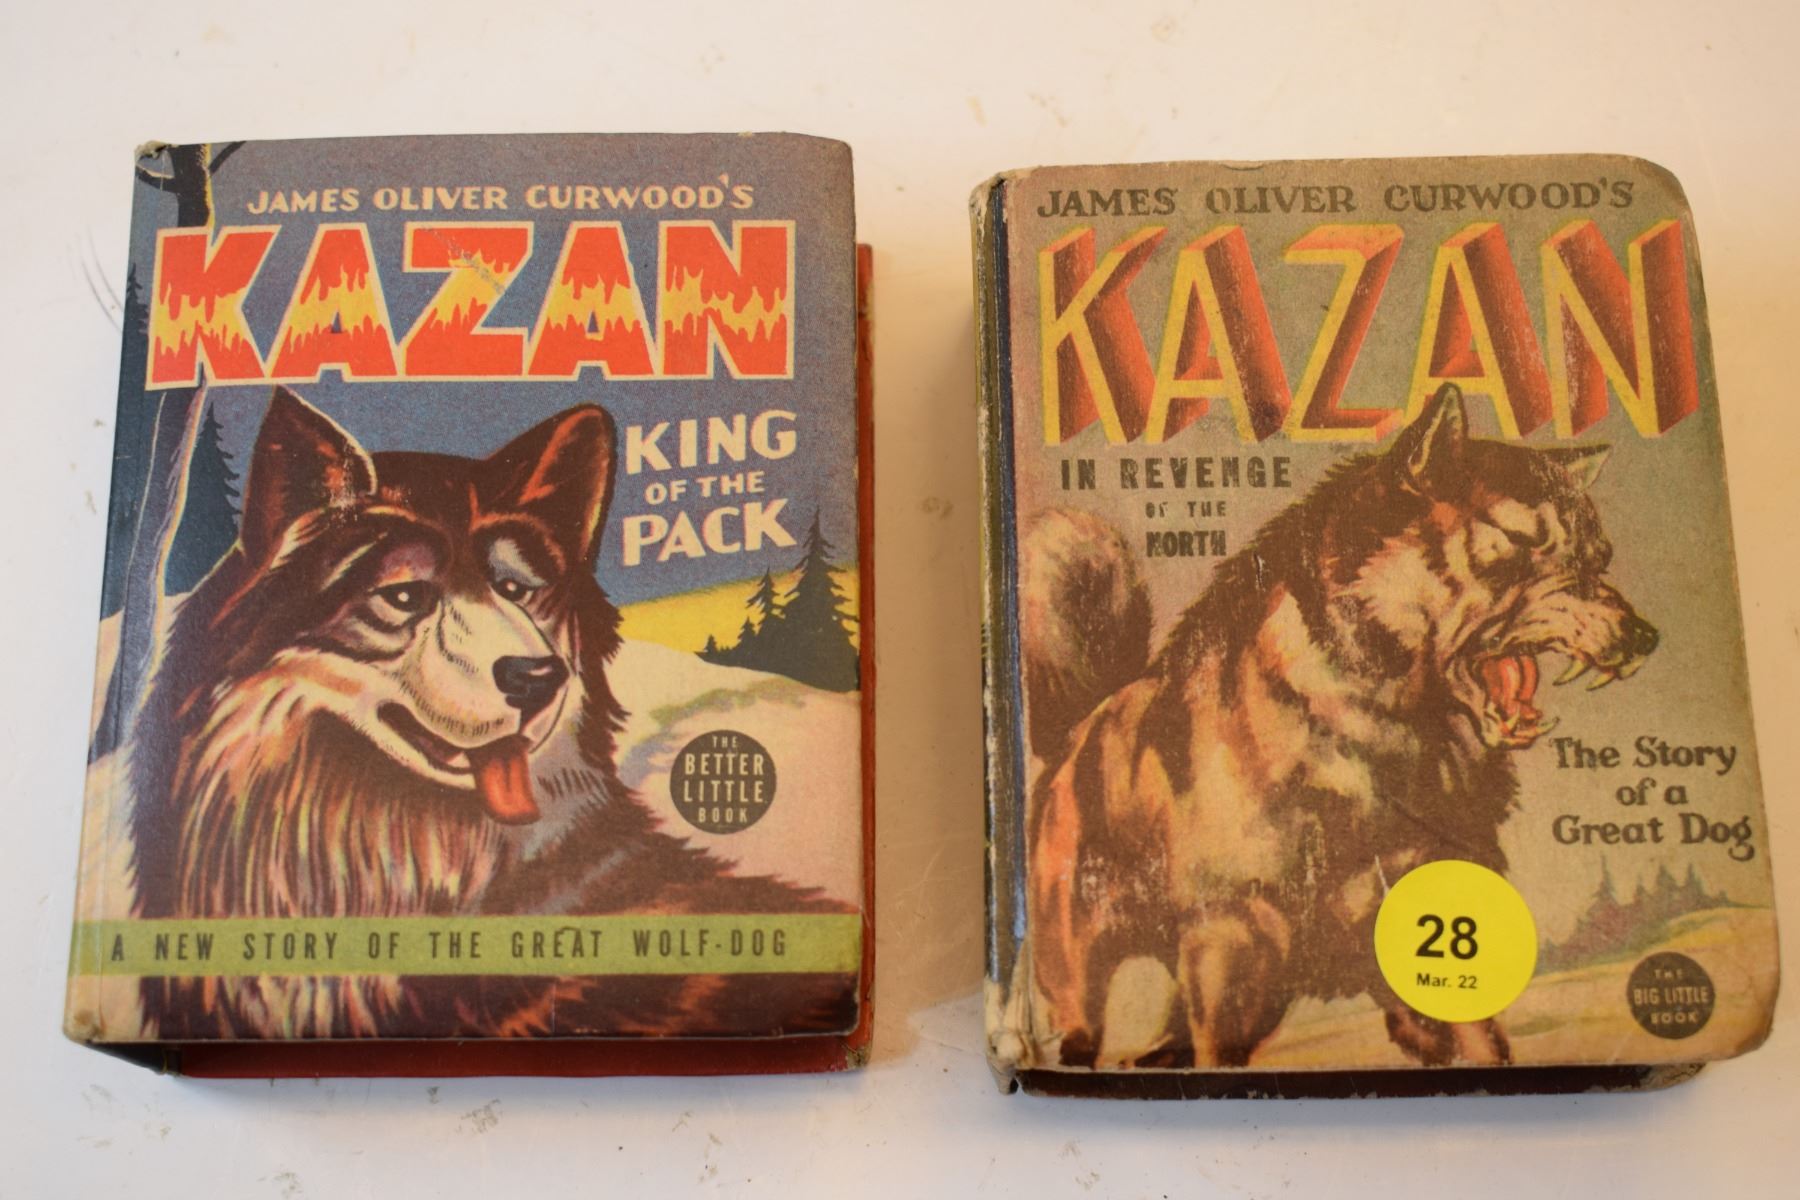 JAMES OLIVER CURWOOD'S
KAZAN
KING
OF THE
PACK
THE
BETTER
LITTLE
BOOK
A NEW STORY OF THE GREAT WOLF-DOG
JAMES OLIVER CURWOOD'S
KAZAN
IN REVENGE
OF THE
NORTH
The Story
of a
Great Dog
28
Mar. 22
THE
BIG LITTLE
BOOK